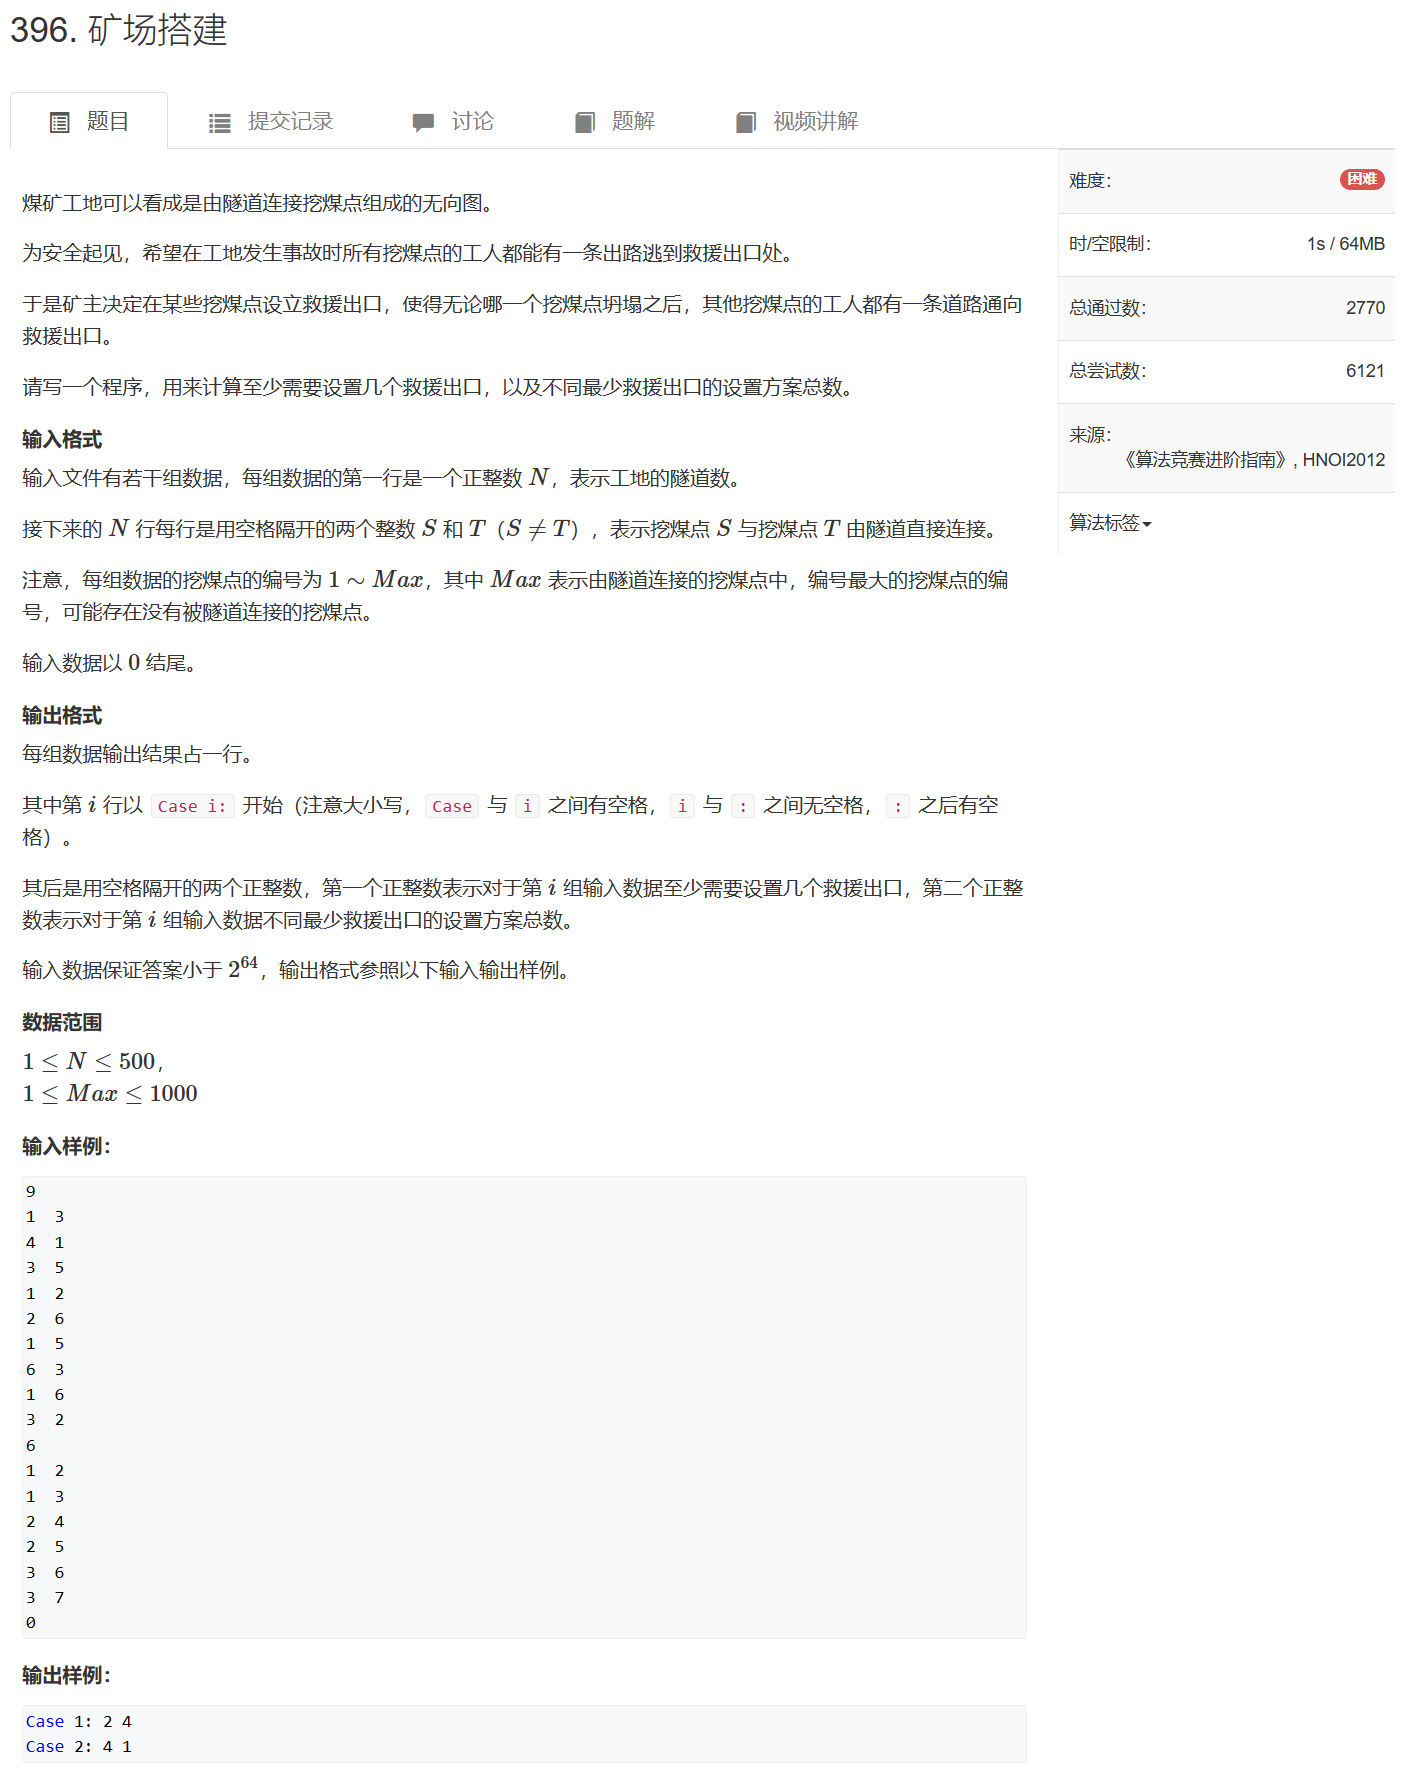 396. 矿场搭建
题目 提交记录 讨论 题解 视频讲解
煤矿工地可以看成是由隧道连接挖煤点组成的无向图。
为安全起见，希望在工地发生事故时所有挖煤点的工人都能有一条出路逃到救援出口处。
于是矿主决定在某些挖煤点设立救援出口，使得无论哪一个挖煤点坍塌之后，其他挖煤点的工人都有一条道路通向
救援出口。
请写一个程序，用来计算至少需要设置几个救援出口，以及不同最少救援出口的设置方案总数。
输入格式
输入文件有若干组数据，每组数据的第一行是一个正整数 N，表示工地的隧道数。
接下来的 N 行每行是用空格隔开的两个整数 S 和 T（S ≠ T），表示挖煤点 S 与挖煤点 T 由隧道直接连接。
注意，每组数据的挖煤点的编号为 1 ∼ Max，其中 Max 表示由隧道连接的挖煤点中，编号最大的挖煤点的编
号，可能存在没有被隧道连接的挖煤点。
输入数据以 0 结尾。
输出格式
每组数据输出结果占一行。
其中第 i 行以 Case i: 开始（注意大小写， Case 与 i 之间有空格， i 与 : 之间无空格， : 之后有空
格）。
其后是用空格隔开的两个正整数，第一个正整数表示对于第 i 组输入数据至少需要设置几个救援出口，第二个正整
数表示对于第 i 组输入数据不同最少救援出口的设置方案总数。
输入数据保证答案小于 2^64，输出格式参照以下输入输出样例。
数据范围
1 ≤ N ≤ 500,
1 ≤ Max ≤ 1000
输入样例：
9
1  3
4  1
3  5
1  2
2  6
1  5
6  3
1  6
3  2
6
1  2
1  3
2  4
2  5
3  6
3  7
0
输出样例：
Case 1: 2 4
Case 2: 4 1
难度： 困难
时/空限制： 1s / 64MB
总通过数： 2770
总尝试数： 6121
来源：
《算法竞赛进阶指南》, HNOI2012
算法标签